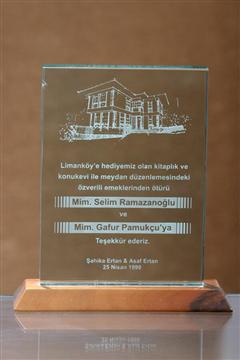 Limanköy'e hediyemiz olan kitaplık ve
konukevi ile meydan düzenlemesindeki
özverili emeklerinden ötürü
Mim. Selim Ramazanoğlu
ve
Mim. Gafur Pamukçu'ya
Teşekkür ederiz.
Şahika Ertan & Asaf Ertan
25 Nisan 1999